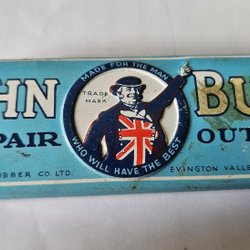 HN BU
MADE FOR THE MAN
TRADE
MARK
WHO WILL HAVE THE BEST
PAIR OUT
UBBER CO. LTD. EVINGTON VALLE